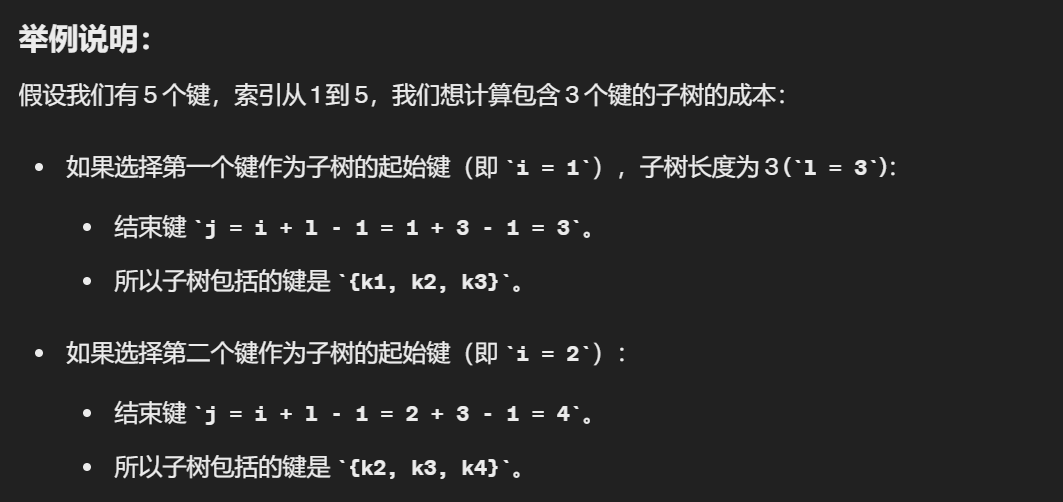 举例说明：
假设我们有 5 个键，索引从 1 到 5，我们想计算包含 3 个键的子树的成本：
• 如果选择第一个键作为子树的起始键（即 `i = 1`），子树长度为 3 (`l = 3`)：
• 结束键 `j = i + l - 1 = 1 + 3 - 1 = 3`。
• 所以子树包括的键是 `{k1, k2, k3}`。
• 如果选择第二个键作为子树的起始键（即 `i = 2`）：
• 结束键 `j = i + l - 1 = 2 + 3 - 1 = 4`。
• 所以子树包括的键是 `{k2, k3, k4}`。